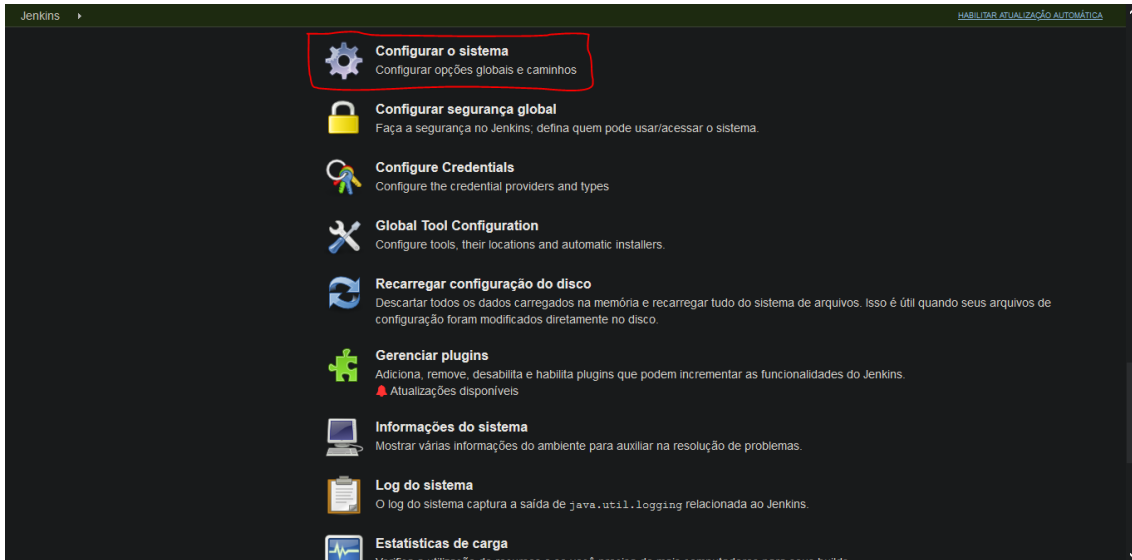 Jenkins
HABILITAR ATUALIZAÇÃO AUTOMÁTICA
Configurar o sistema
Configurar opções globais e caminhos
Configurar segurança global
Faça a segurança no Jenkins; defina quem pode usar/acessar o sistema.
Configure Credentials
Configure the credential providers and types
Global Tool Configuration
Configure tools, their locations and automatic installers.
Recarregar configuração do disco
Descartar todos os dados carregados na memória e recarregar tudo do sistema de arquivos. Isso é útil quando seus arquivos de
configuração foram modificados diretamente no disco.
Gerenciar plugins
Adiciona, remove, desabilita e habilita plugins que podem incrementar as funcionalidades do Jenkins.
Atualizações disponíveis
Informações do sistema
Mostrar várias informações do ambiente para auxiliar na resolução de problemas.
Log do sistema
O log do sistema captura a saída de java.util.logging relacionada ao Jenkins.
Estatísticas de carga